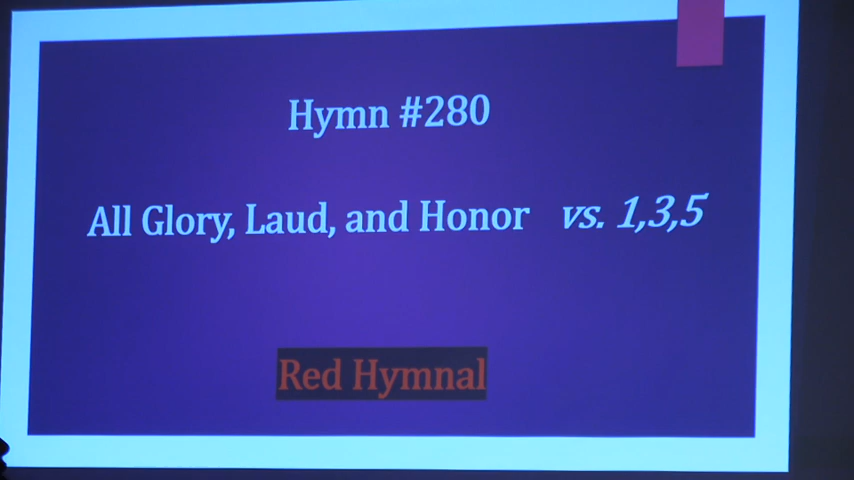 Hymn #280
All Glory, Laud, and Honor vs. 1,3,5
Red Hymnal